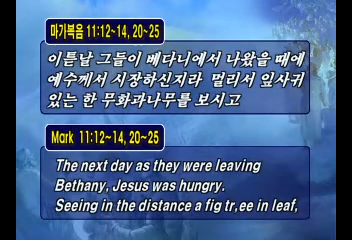 마가복음 11:12~14, 20~25
이튿날 그들이 베다니에서 나왔을 때에
예수께서 시장하신지라 멀리서 잎사귀
있는 한 무화과나무를 보시고
Mark 11:12~14, 20~25
The next day as they were leaving
Bethany, Jesus was hungry.
Seeing in the distance a fig tr,ee in leaf,